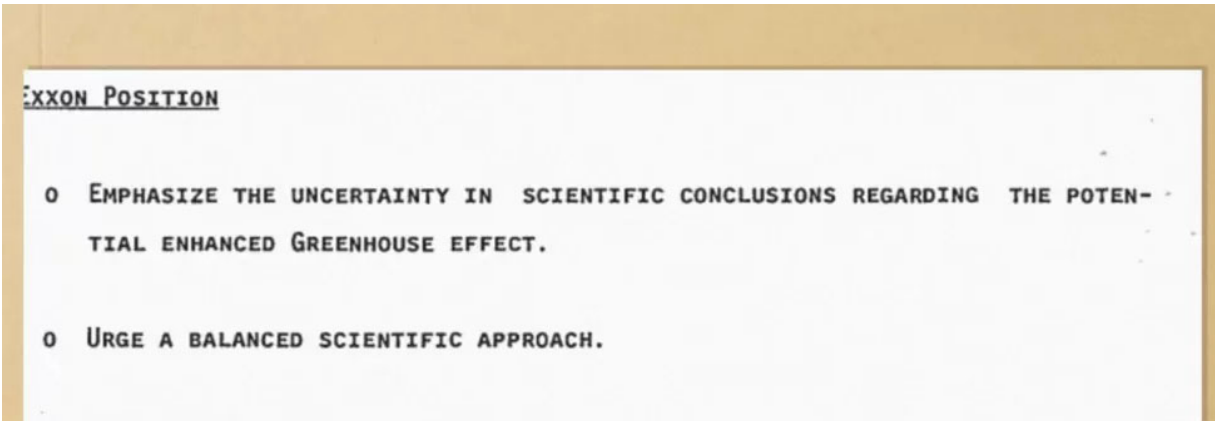 Exxon Position
o Emphasize the uncertainty in scientific conclusions regarding the poten-
tial enhanced Greenhouse effect.
o Urge a balanced scientific approach.